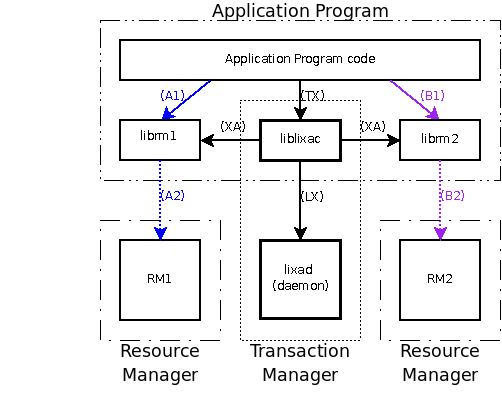 Application Program
Application Program code
(A1)
(TX)
(B1)
librm1
(XA)
liblixac
(XA)
librm2
(A2)
(LX)
(B2)
RM1
lixad
(daemon)
RM2
Resource
Manager
Transaction
Manager
Resource
Manager